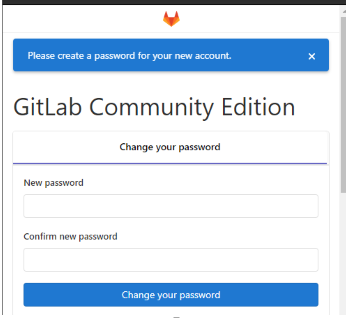 Please create a password for your new account.
GitLab Community Edition
Change your password
New password
Confirm new password
Change your password